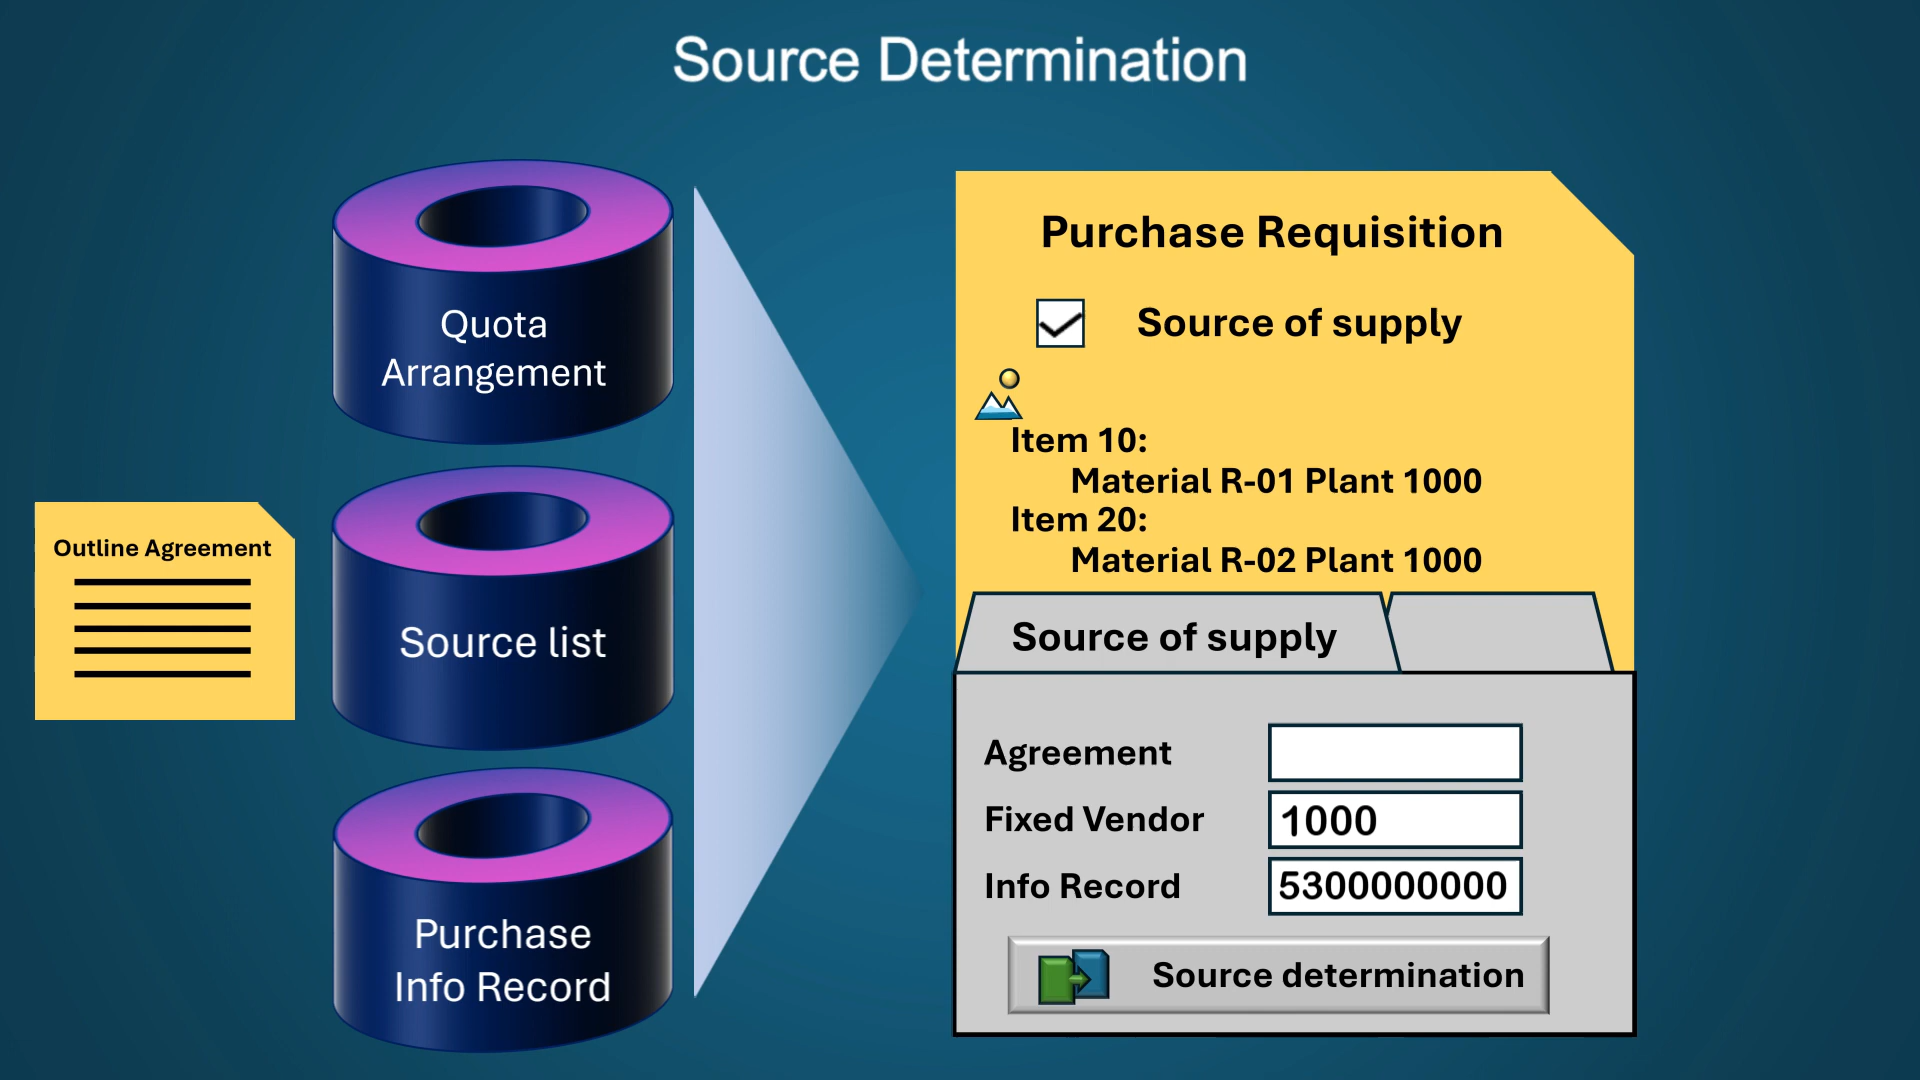 Source Determination
Quota
Arrangement
Outline Agreement
Source list
Purchase
Info Record
Purchase Requisition
Source of supply
Item 10:
Material R-01 Plant 1000
Item 20:
Material R-02 Plant 1000
Source of supply
Agreement
Fixed Vendor 1000
Info Record 5300000000
Source determination